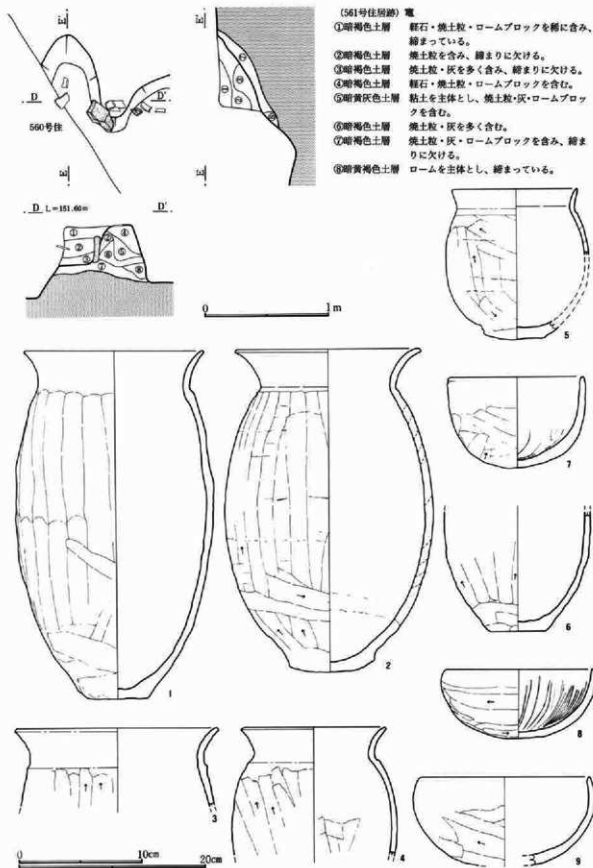 (561号住居跡) 竃
①暗褐色土層 軽石・焼土粒・ロームブロックを稀に含み、
締まっている。
②暗褐色土層 焼土粒を含み、締まりに欠ける。
③暗褐色土層 焼土粒・灰を多く含み、締まりに欠ける。
④暗褐色土層 軽石・焼土粒・ロームブロックを含む。
⑤暗黄灰色土層 粘土を主体とし、焼土粒・灰・ロームブロッ
クを含む。
⑥暗褐色土層 焼土粒・灰を多く含む。
⑦暗黄褐色土層 焼土粒・灰・ロームブロックを含み、締ま
りに欠ける。
⑧暗黄褐色土層 ロームを主体とし、締まっている。
E
E'
D
D'
560号住
E
E'
D L=151.60m D'
① ④
② ③
⑥ ⑤
⑦ ⑧
0 1m
5
7
6
1
2
8
3
4
9
0 10cm
20cm
3